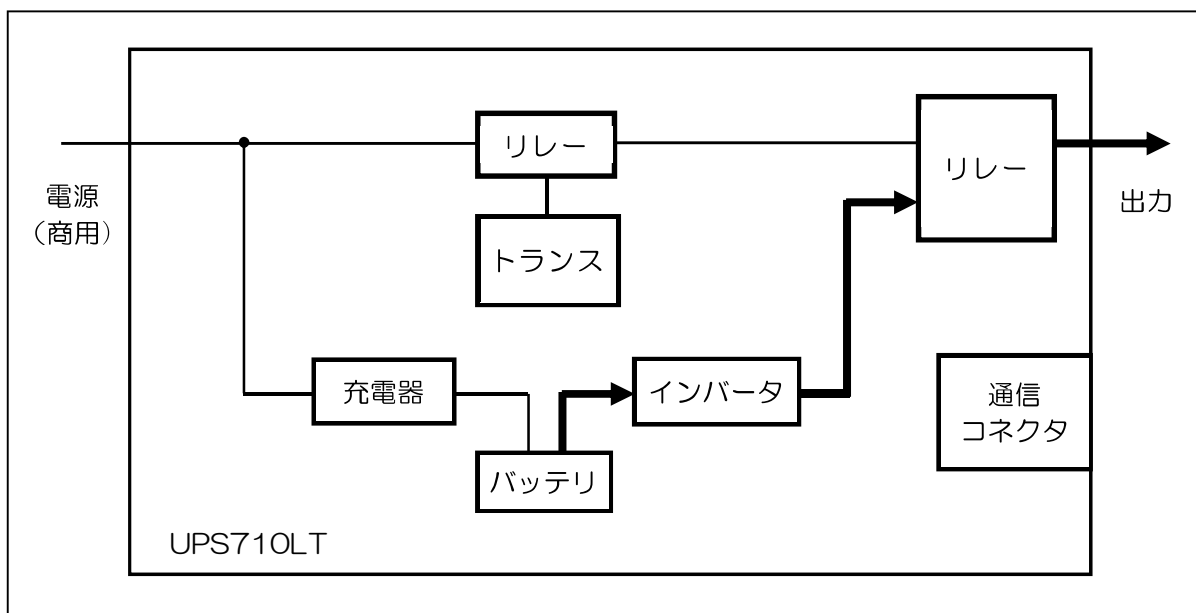 リレー
リレー
電源
（商用）
出力
トランス
充電器
インバータ
通信
コネクタ
バッテリ
UPS710LT